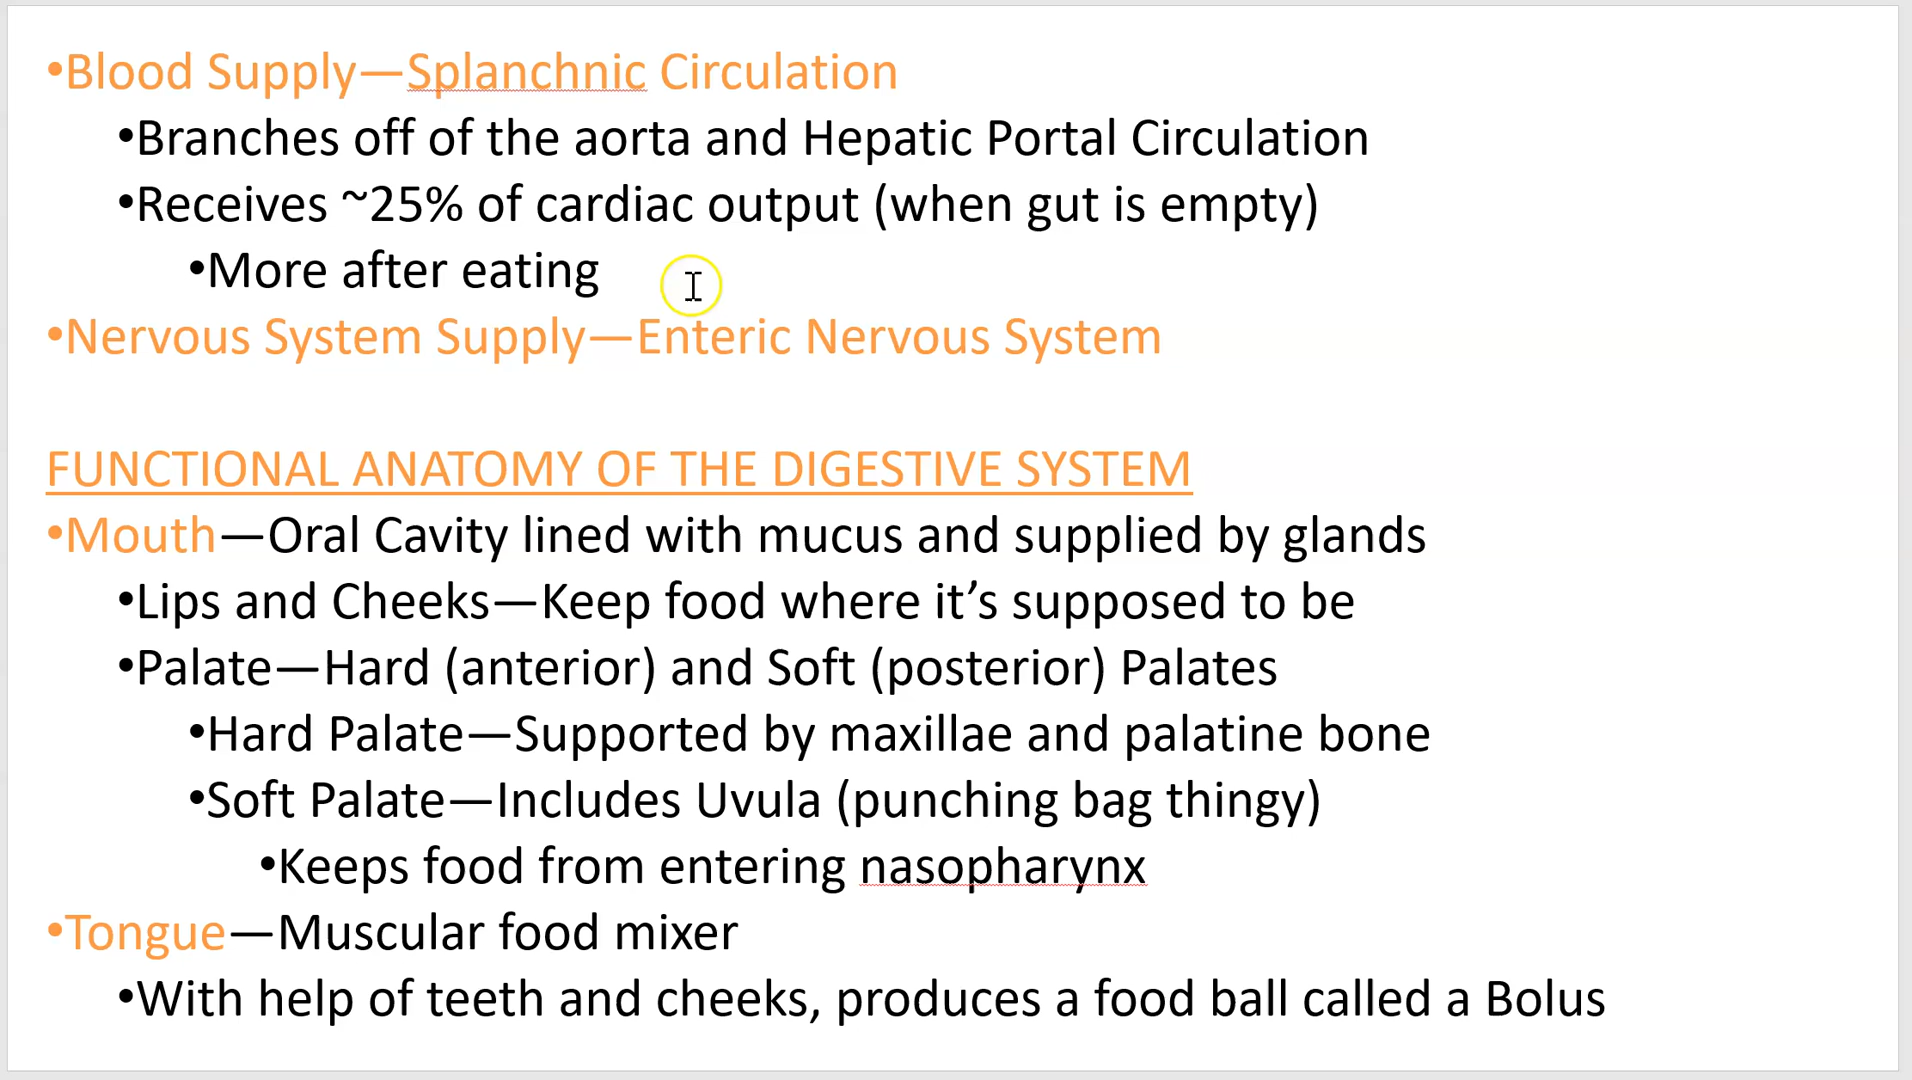 •Blood Supply—Splanchnic Circulation
•Branches off of the aorta and Hepatic Portal Circulation
•Receives ~25% of cardiac output (when gut is empty)
•More after eating
•Nervous System Supply—Enteric Nervous System
FUNCTIONAL ANATOMY OF THE DIGESTIVE SYSTEM
•Mouth—Oral Cavity lined with mucus and supplied by glands
•Lips and Cheeks—Keep food where it’s supposed to be
•Palate—Hard (anterior) and Soft (posterior) Palates
•Hard Palate—Supported by maxillae and palatine bone
•Soft Palate—Includes Uvula (punching bag thingy)
•Keeps food from entering nasopharynx
•Tongue—Muscular food mixer
•With help of teeth and cheeks, produces a food ball called a Bolus